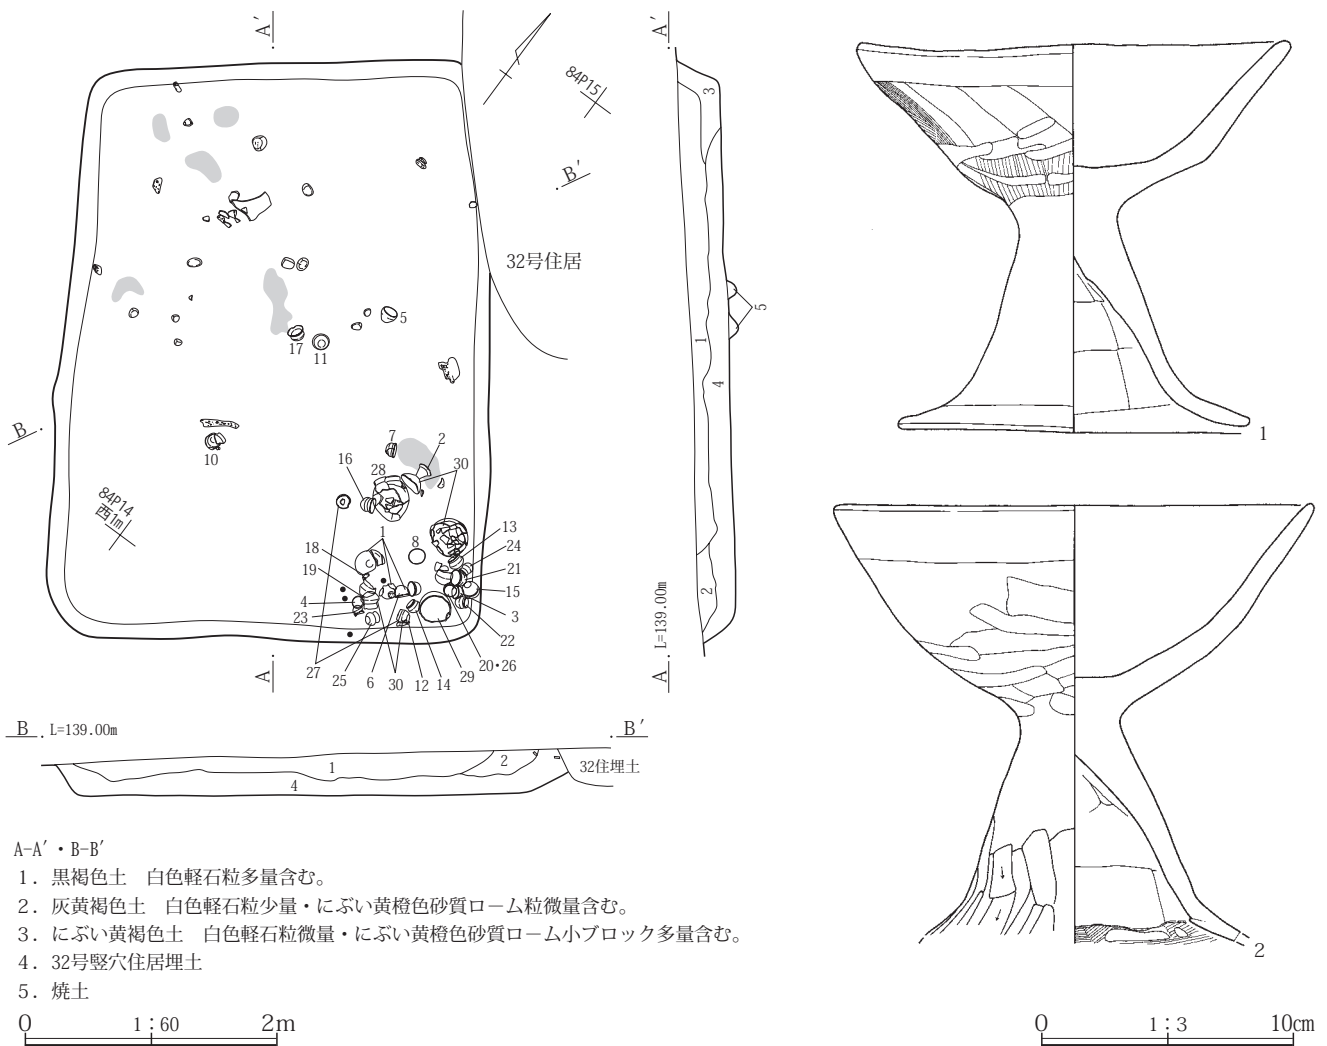 A'
A'
84P15
B'
32号住居
3
5
5
1
4
17
11
1
B
7
2
10
16
28
30
84P14
西1m
8
13
18
24
1
19
21
15
4
2
23
3
22
20・26
27
25
6
30
12
14
29
A
A L=139.00m
B L=139.00m
B'
1
2
32住埋土
4
2
A-A'・B-B'
1．黒褐色土　白色軽石粒多量含む。
2．灰黄褐色土　白色軽石粒少量・にぶい黄橙色砂質ローム粒微量含む。
3．にぶい黄褐色土　白色軽石粒微量・にぶい黄橙色砂質ローム小ブロック多量含む。
4．32号竪穴住居埋土
5．焼土
0 1：60 2m
0 1：3 10cm